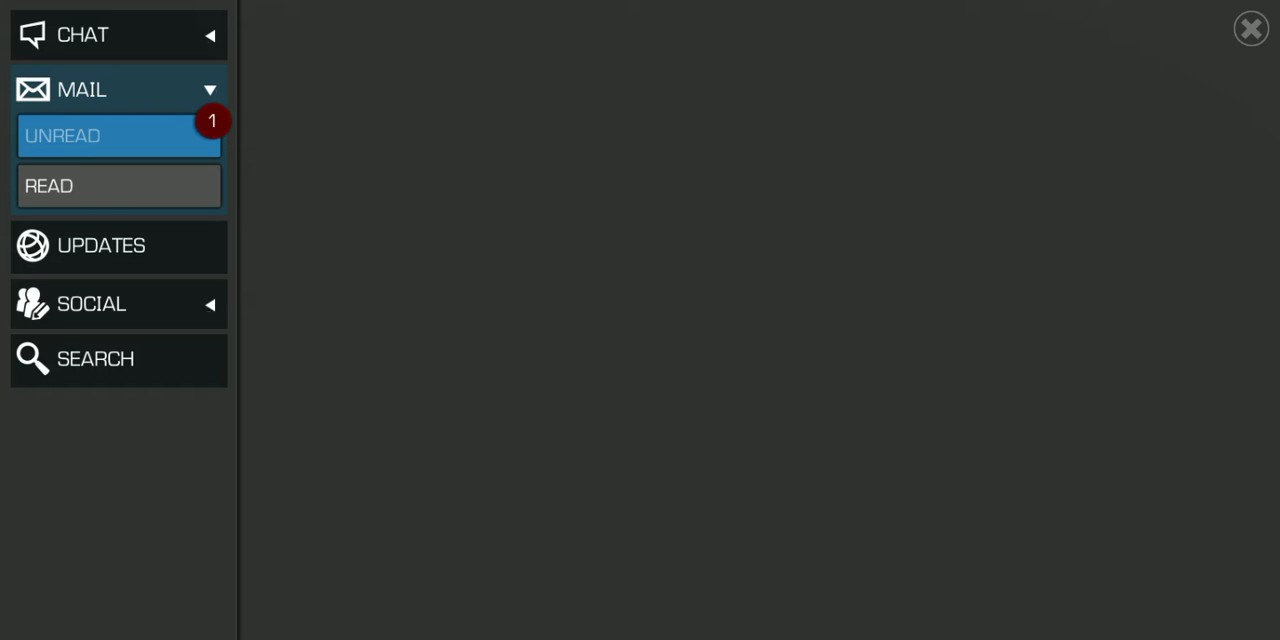 CHAT
MAIL
1
UNREAD
READ
UPDATES
SOCIAL
SEARCH